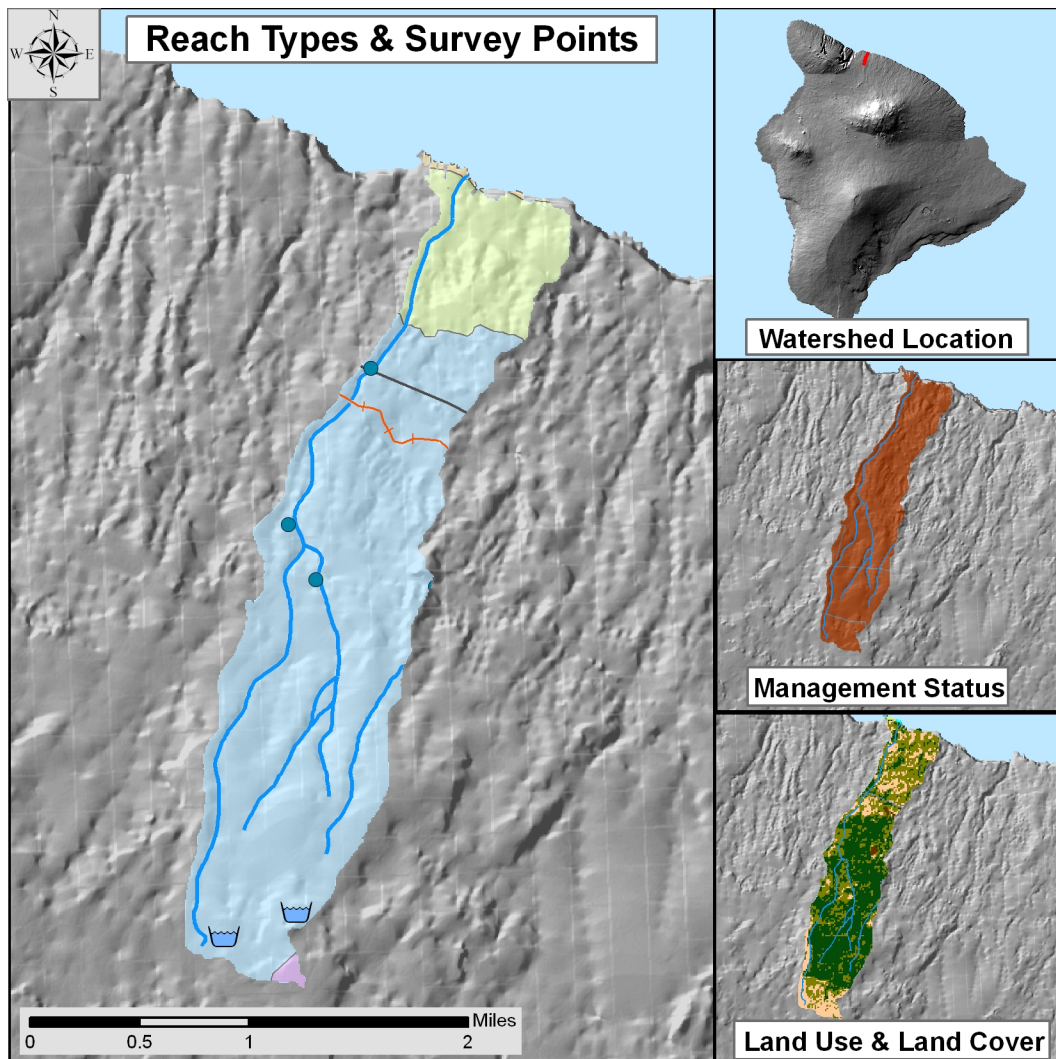 N
W E
S
Reach Types & Survey Points
Watershed Location
Management Status
Land Use & Land Cover
Miles
0 0.5 1 2